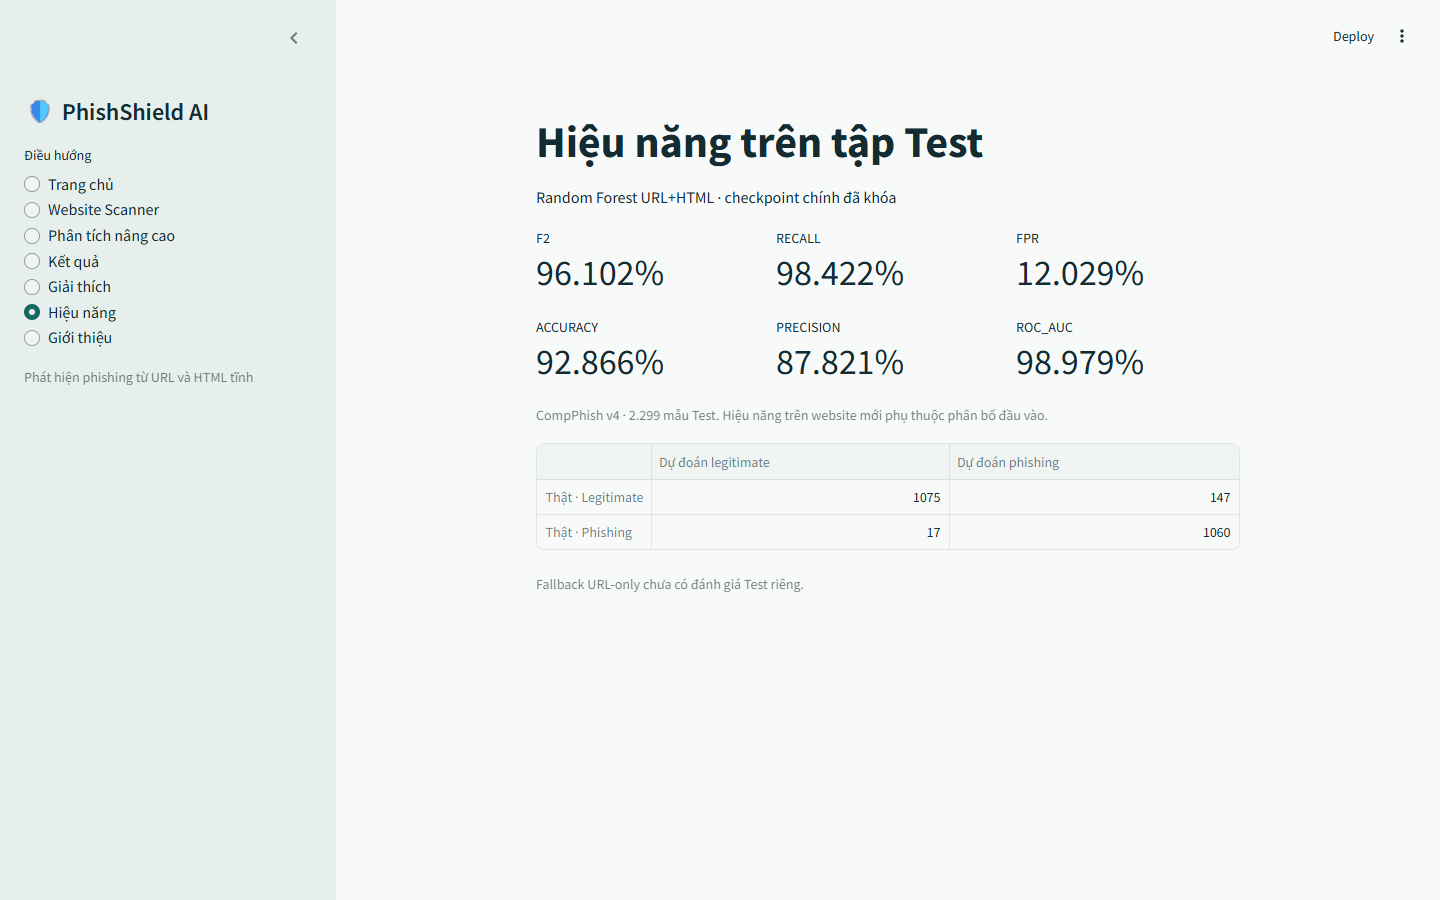 PhishShield AI
Điều hướng
Trang chủ
Website Scanner
Phân tích nâng cao
Kết quả
Giải thích
Hiệu năng
Giới thiệu
Phát hiện phishing từ URL và HTML tĩnh
Deploy
Hiệu năng trên tập Test
Random Forest URL+HTML · checkpoint chính đã khóa
F2 RECALL FPR
96.102% 98.422% 12.029%
ACCURACY PRECISION ROC_AUC
92.866% 87.821% 98.979%
CompPhish v4 · 2.299 mẫu Test. Hiệu năng trên website mới phụ thuộc phân bố đầu vào.
Dự đoán legitimate Dự đoán phishing
Thật · Legitimate 1075 147
Thật · Phishing 17 1060
Fallback URL-only chưa có đánh giá Test riêng.